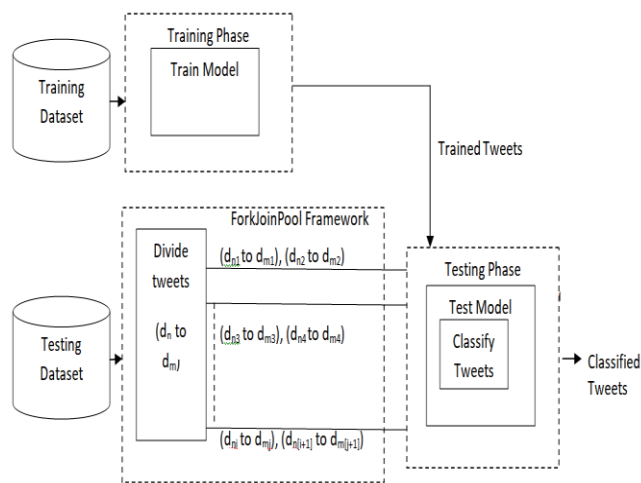 Training Phase
Train Model
Training
Dataset
Trained Tweets
ForkJoinPool Framework
Divide
tweets
(dn to
dm)
(dn1 to dm1), (dn2 to dm2)
(dn3 to dm3), (dn4 to dm4)
(dni to dmj), (dn[i+1] to dm[j+1])
Testing
Dataset
Testing Phase
Test Model
Classify
Tweets
Classified
Tweets